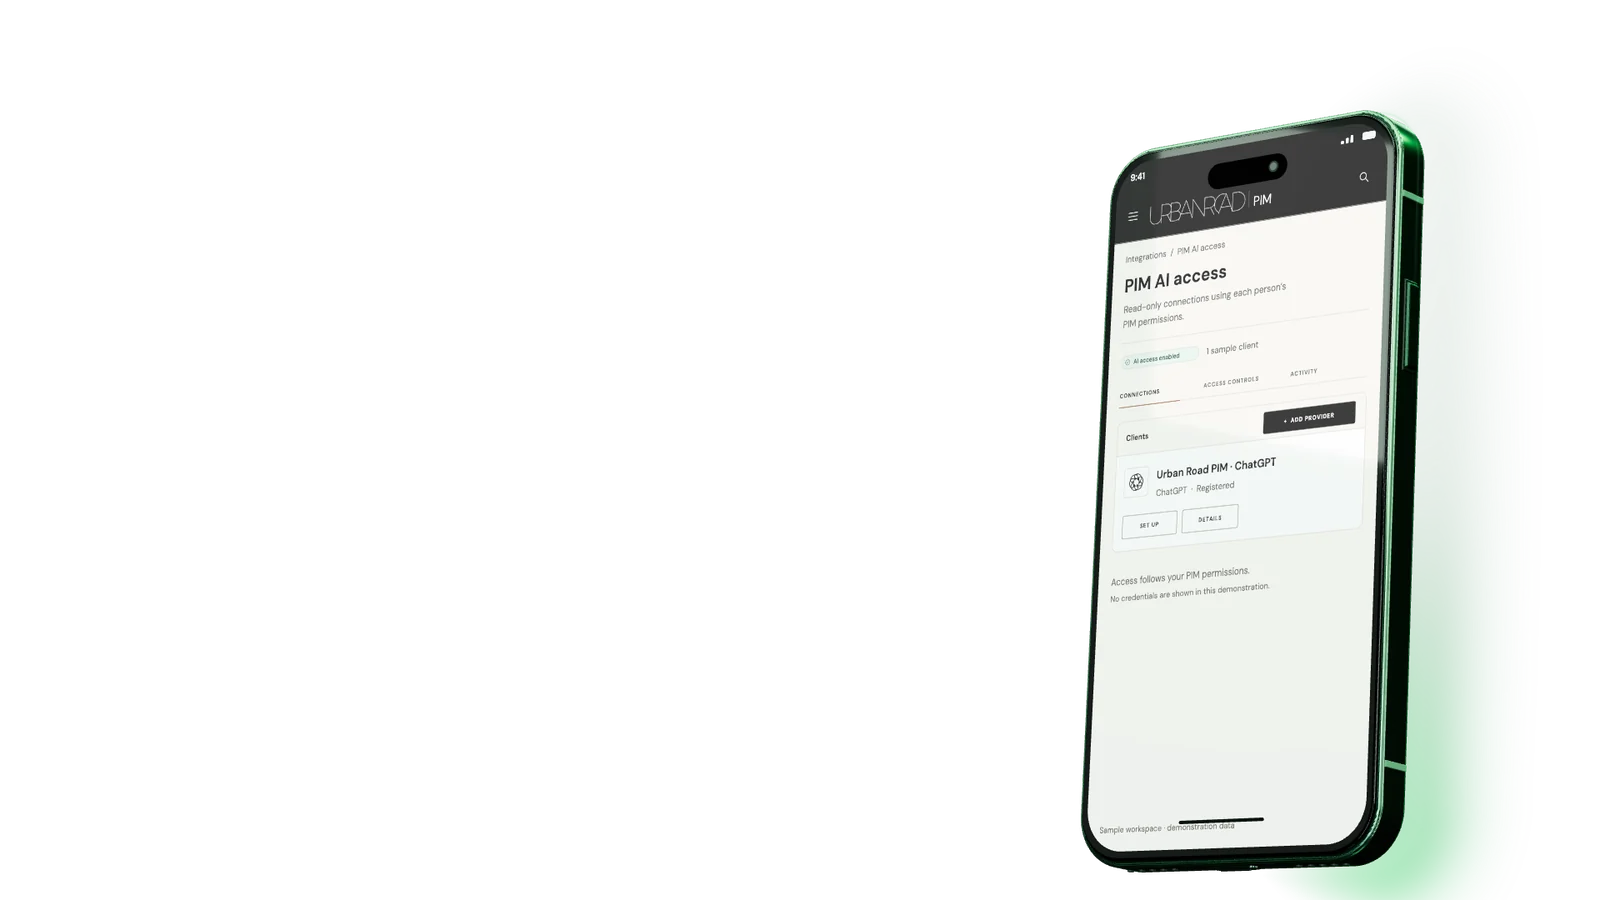 9:41
URBAN ROAD | PIM
Integrations / PIM AI access
PIM AI access
Read-only connections using each person's
PIM permissions.
AI access enabled
1 sample client
CONNECTIONS
ACCESS CONTROLS
ACTIVITY
Clients
+ ADD PROVIDER
Urban Road PIM · ChatGPT
ChatGPT · Registered
SET UP
DETAILS
Access follows your PIM permissions.
No credentials are shown in this demonstration.
Sample workspace · demonstration data